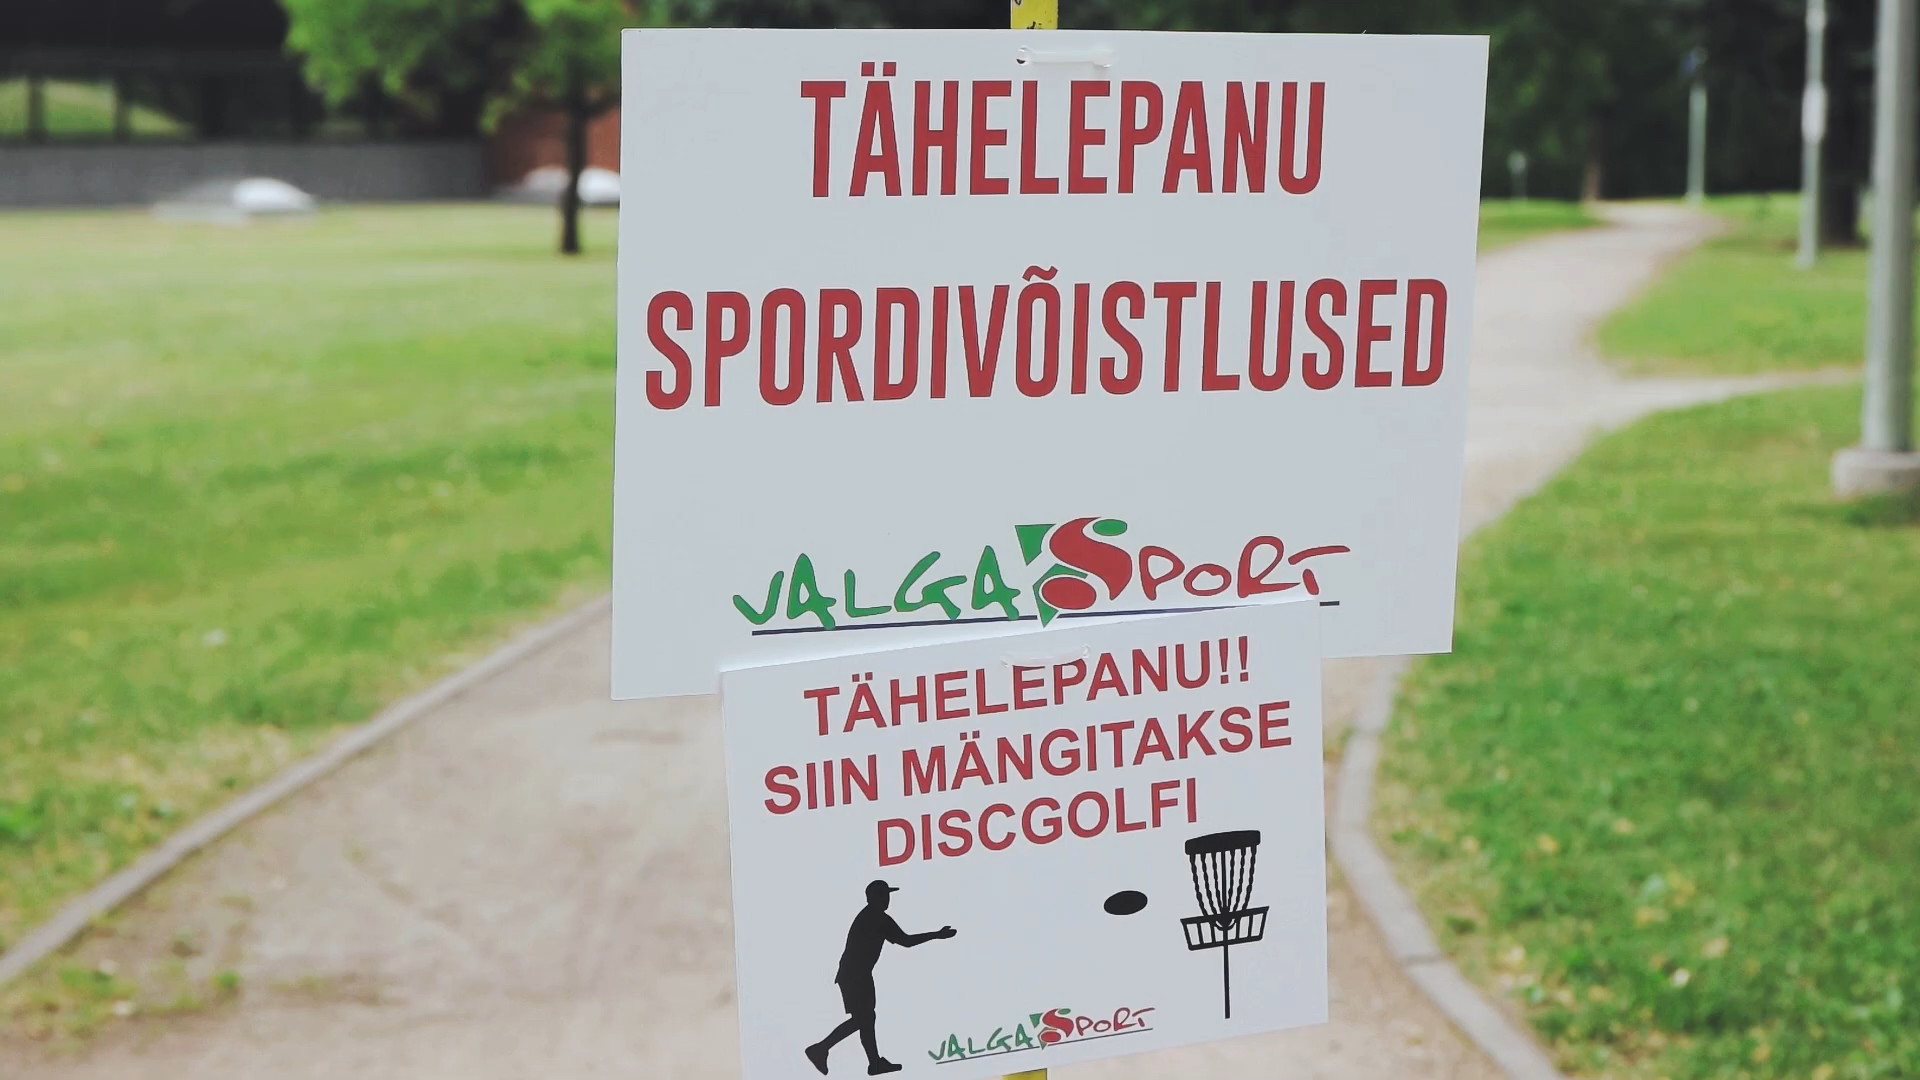 TÄHELEPANU
SPORDIVÕISTLUSED
VALGA SPORT
TÄHELEPANU!!
SIIN MÄNGITAKSE
DISCGOLFI
VALGA SPORT